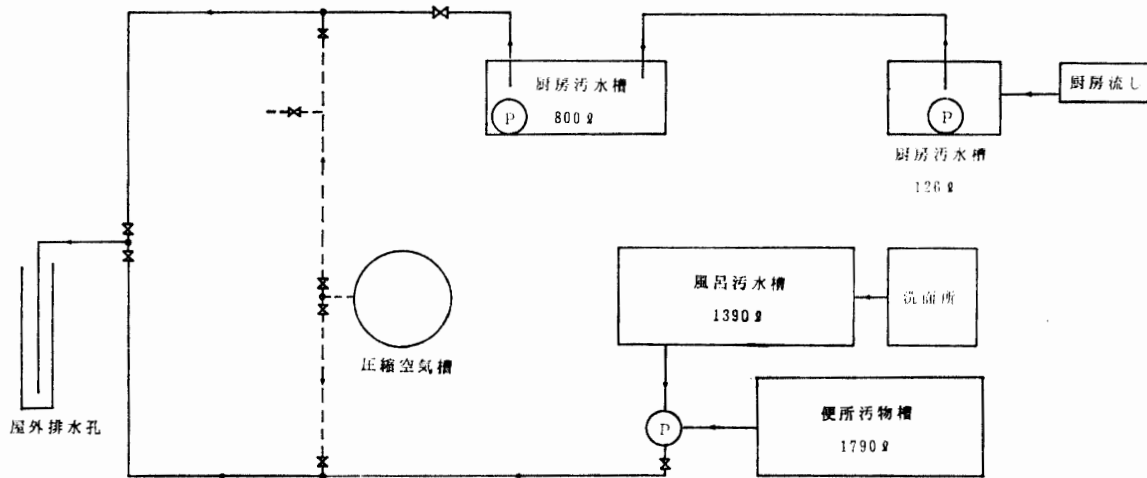 厨房汚水槽
800ℓ
P
P
厨房流し
厨房汚水槽
126ℓ
風呂汚水槽
1390ℓ
洗面所
圧縮空気槽
便所汚物槽
1790ℓ
P
屋外排水孔